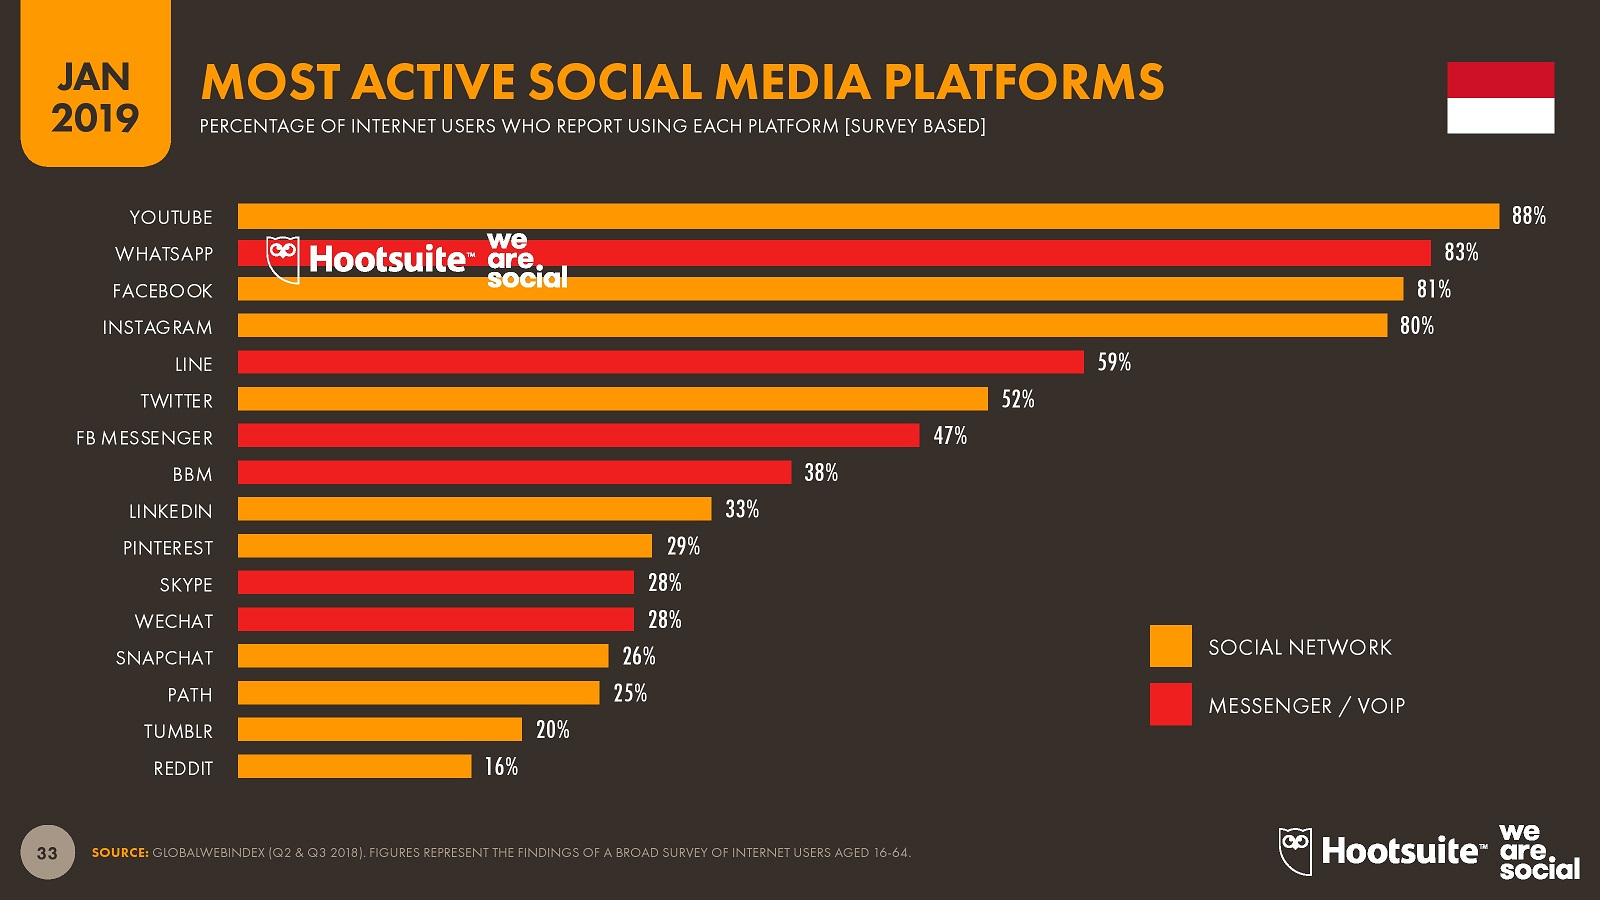 JAN
2019
MOST ACTIVE SOCIAL MEDIA PLATFORMS
PERCENTAGE OF INTERNET USERS WHO REPORT USING EACH PLATFORM [SURVEY BASED]
YOUTUBE 88%
WHATSAPP 83%
Hootsuite™ we
are
social
FACEBOOK 81%
INSTAGRAM 80%
LINE 59%
TWITTER 52%
FB MESSENGER 47%
BBM 38%
LINKEDIN 33%
PINTEREST 29%
SKYPE 28%
WECHAT 28%
SNAPCHAT 26%
PATH 25%
TUMBLR 20%
REDDIT 16%
SOCIAL NETWORK
MESSENGER / VOIP
33
SOURCE: GLOBALWEBINDEX (Q2 & Q3 2018). FIGURES REPRESENT THE FINDINGS OF A BROAD SURVEY OF INTERNET USERS AGED 16-64.
Hootsuite™ we
are
social